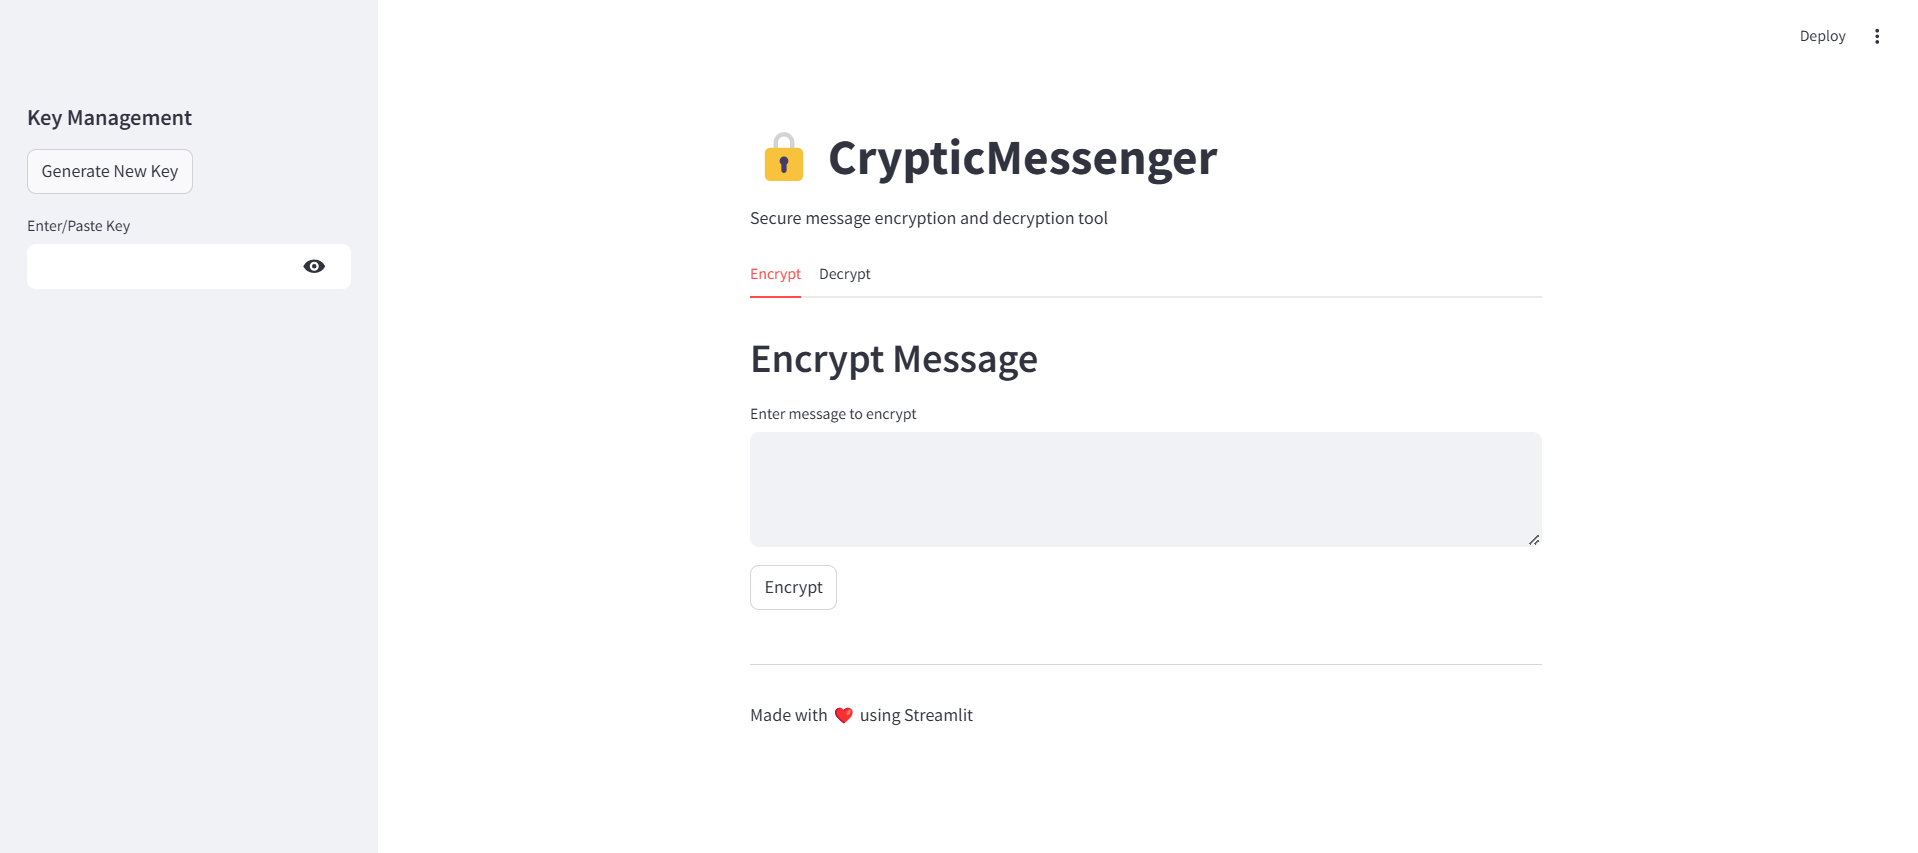 Deploy
Key Management
Generate New Key
Enter/Paste Key
CrypticMessenger
Secure message encryption and decryption tool
Encrypt Decrypt
Encrypt Message
Enter message to encrypt
Encrypt
Made with ❤️ using Streamlit